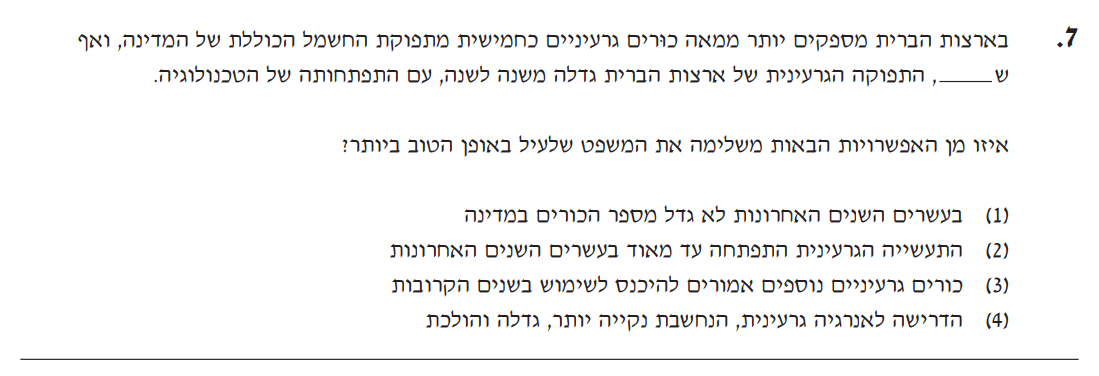 7. בארצות הברית מספקים יותר ממאה כוּרים גרעיניים כחמישית מתפוקת החשמל הכוללת של המדינה, ואף
ש_____, התפוקה הגרעינית של ארצות הברית גדלה משנה לשנה, עם התפתחותה של הטכנולוגיה.
איזו מן האפשרויות הבאות משלימה את המשפט שלעיל באופן הטוב ביותר?
(1) בעשרים השנים האחרונות לא גדל מספר הכורים במדינה
(2) התעשייה הגרעינית התפתחה עד מאוד בעשרים השנים האחרונות
(3) כורים גרעיניים נוספים אמורים להיכנס לשימוש בשנים הקרובות
(4) הדרישה לאנרגיה גרעינית, הנחשבת נקייה יותר, גדלה והולכת